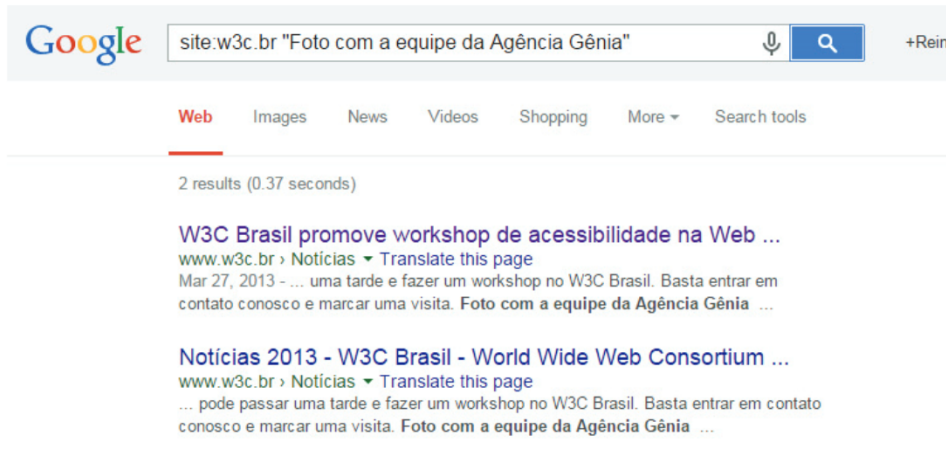 Google site:w3c.br "Foto com a equipe da Agência Gênia" +Rein
Web Images News Videos Shopping More Search tools
2 results (0.37 seconds)
W3C Brasil promove workshop de acessibilidade na Web ...
www.w3c.br › Notícias Translate this page
Mar 27, 2013 - ... uma tarde e fazer um workshop no W3C Brasil. Basta entrar em
contato conosco e marcar uma visita. Foto com a equipe da Agência Gênia ...
Notícias 2013 - W3C Brasil - World Wide Web Consortium ...
www.w3c.br › Notícias Translate this page
... pode passar uma tarde e fazer um workshop no W3C Brasil. Basta entrar em contato
conosco e marcar uma visita. Foto com a equipe da Agência Gênia ...